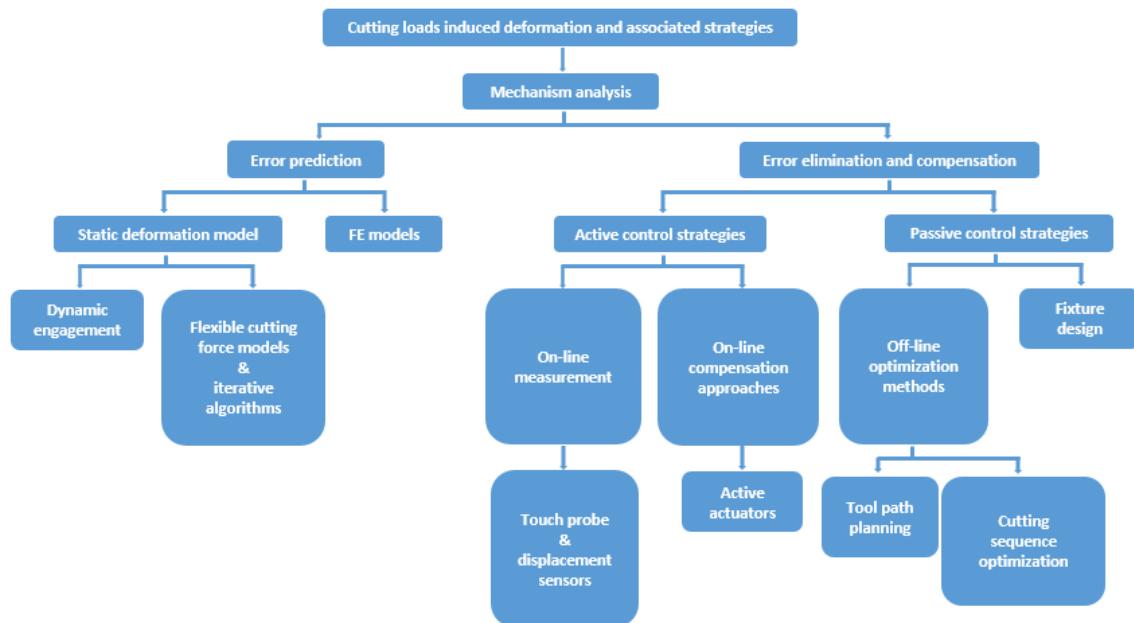 Cutting loads induced deformation and associated strategies
Mechanism analysis
Error prediction
Error elimination and compensation
Static deformation model
FE models
Active control strategies
Passive control strategies
Dynamic
engagement
Flexible cutting
force models
&
iterative
algorithms
On-line
measurement
On-line
compensation
approaches
Off-line
optimization
methods
Fixture
design
Touch probe
&
displacement
sensors
Active
actuators
Tool path
planning
Cutting
sequence
optimization